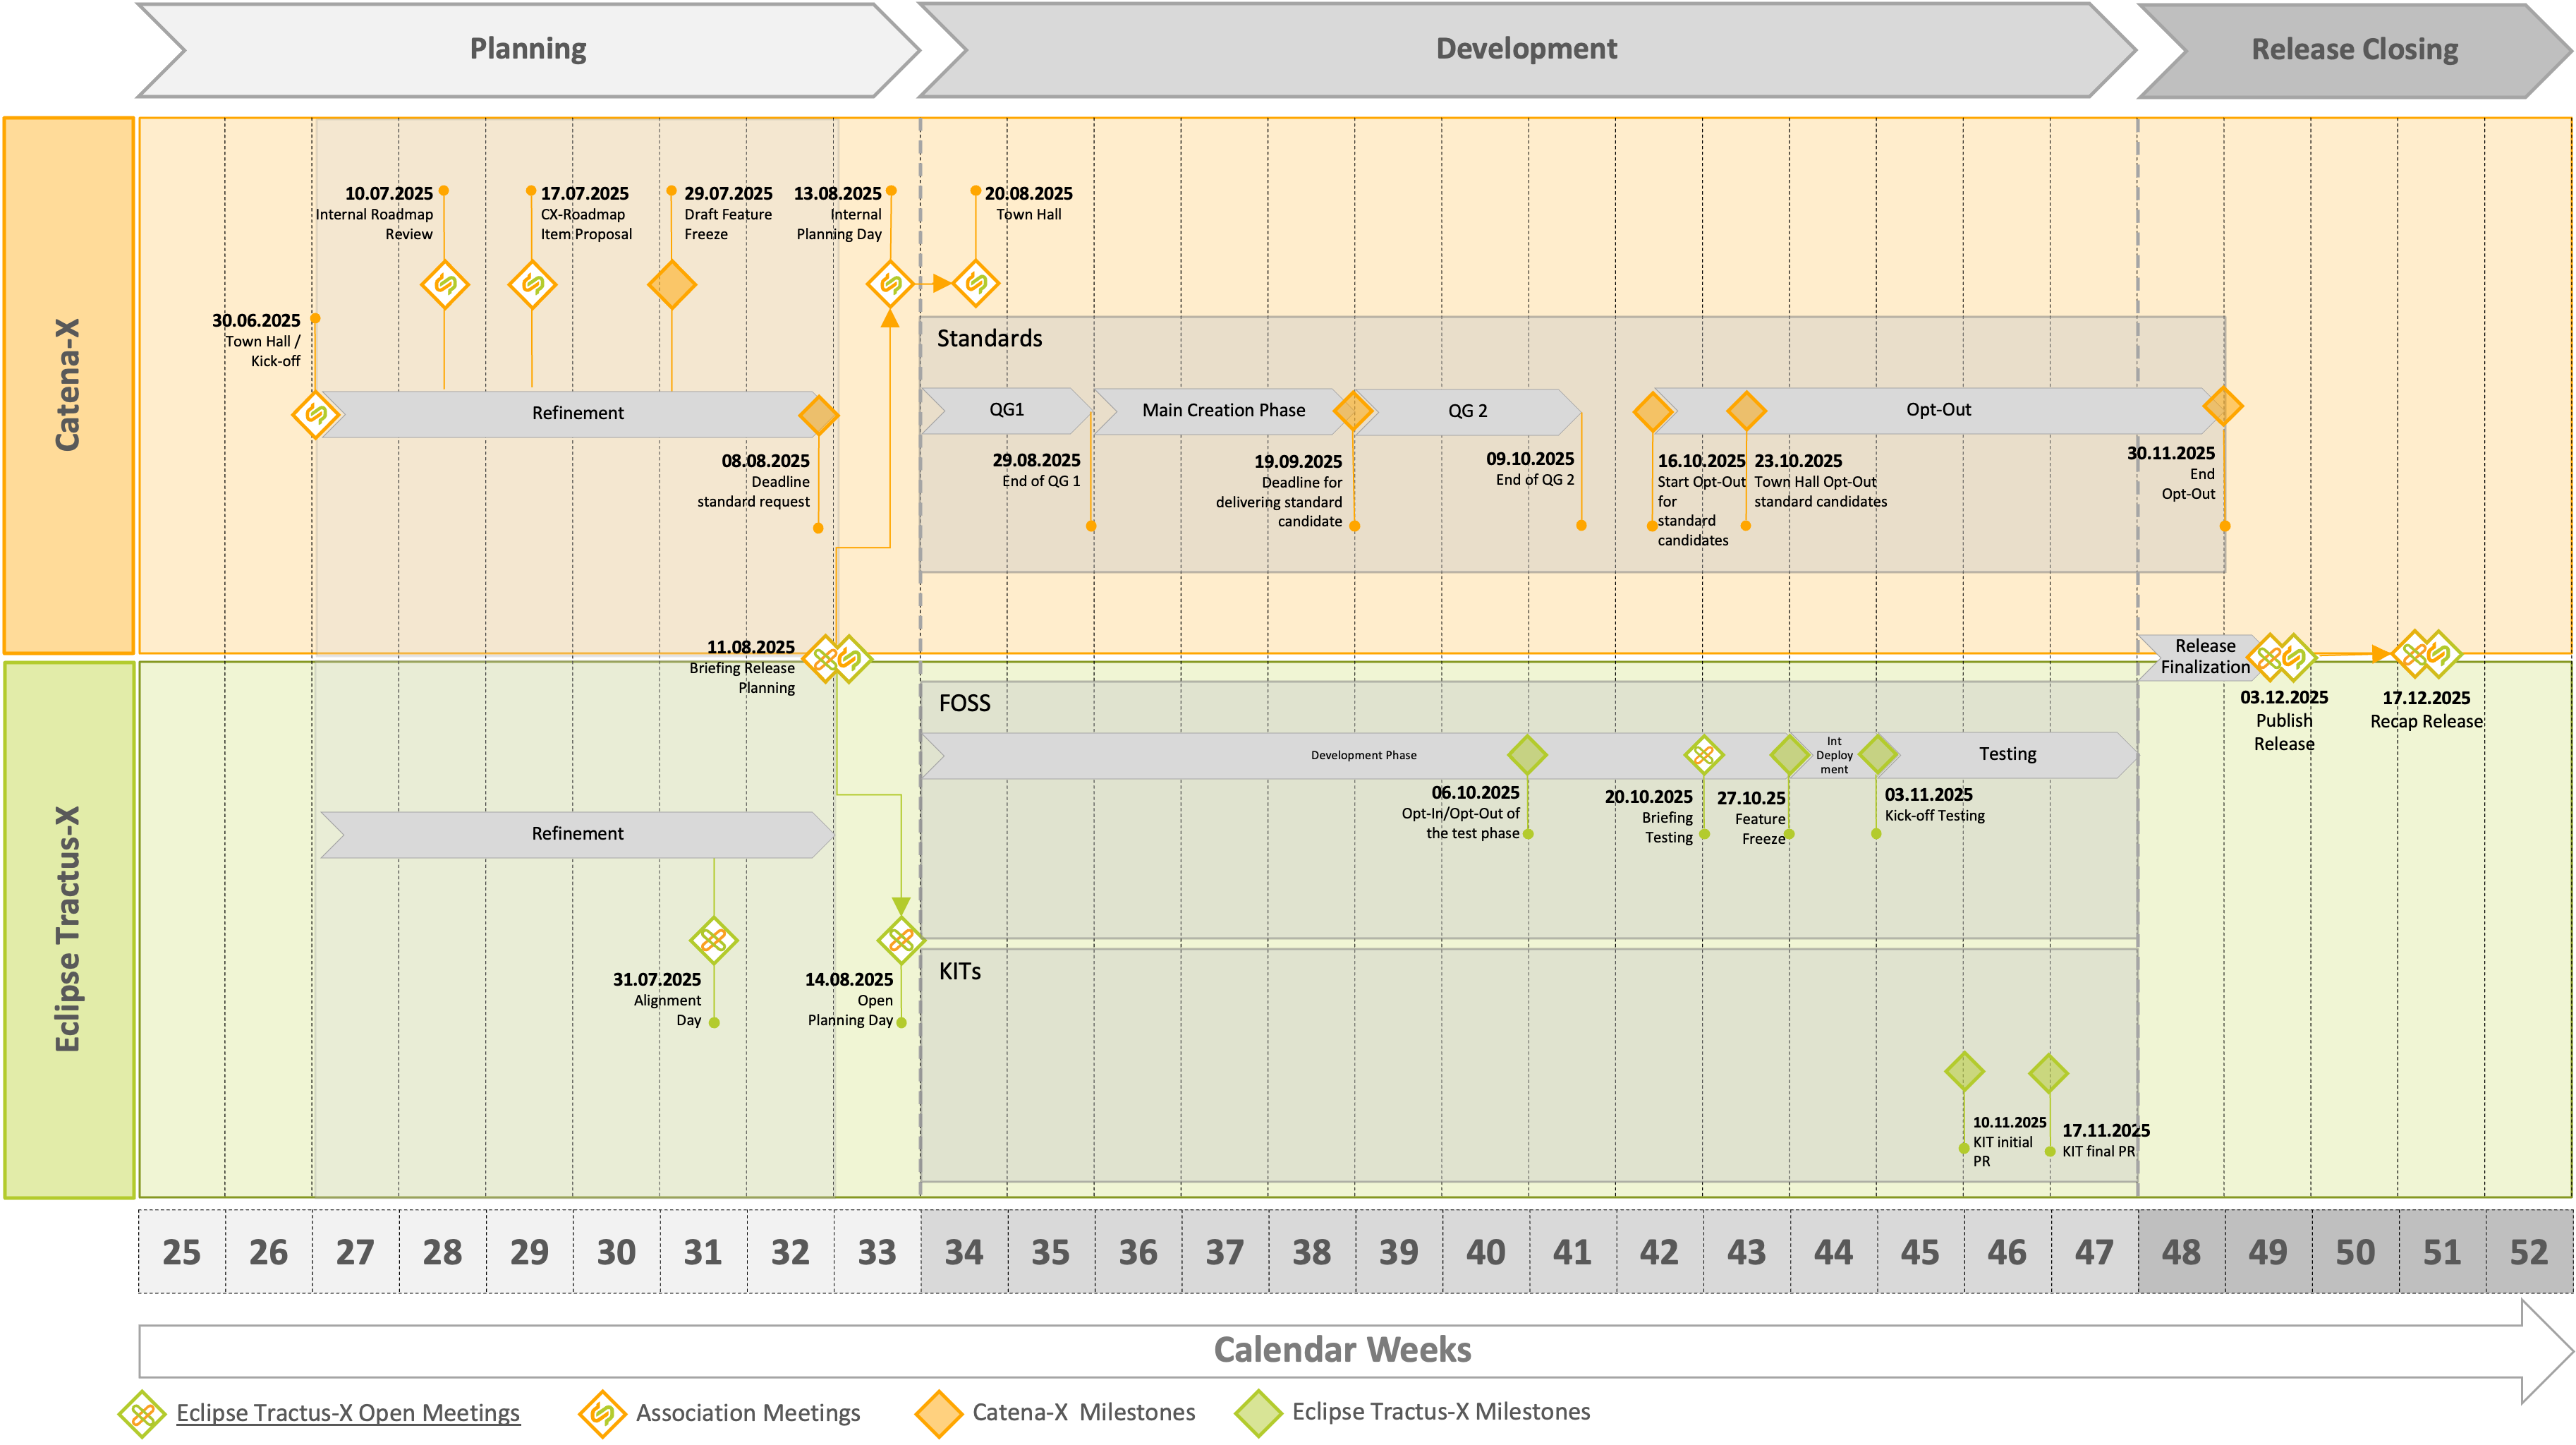 Planning
Development
Release Closing
Catena-X
10.07.2025
Internal Roadmap
Review
17.07.2025
CX-Roadmap
Item Proposal
29.07.2025
Draft Feature
Freeze
13.08.2025
Internal
Planning Day
20.08.2025
Town Hall
30.06.2025
Town Hall /
Kick-off
Refinement
08.08.2025
Deadline
standard request
Standards
QG1
Main Creation Phase
QG 2
Opt-Out
29.08.2025
End of QG 1
19.09.2025
Deadline for
delivering standard
candidate
09.10.2025
End of QG 2
16.10.2025
Start Opt-Out
for
standard
candidates
23.10.2025
Town Hall Opt-Out
standard candidates
30.11.2025
End
Opt-Out
11.08.2025
Briefing Release
Planning
Release
Finalization
03.12.2025
Publish
Release
17.12.2025
Recap Release
Eclipse Tractus-X
FOSS
Development Phase
Int
Deploy
ment
Testing
06.10.2025
Opt-In/Opt-Out of
the test phase
20.10.2025
Briefing
Testing
27.10.25
Feature
Freeze
03.11.2025
Kick-off Testing
Refinement
31.07.2025
Alignment
Day
14.08.2025
Open
Planning Day
KITs
10.11.2025
KIT initial
PR
17.11.2025
KIT final PR
25 26 27 28 29 30 31 32 33 34 35 36 37 38 39 40 41 42 43 44 45 46 47 48 49 50 51 52
Calendar Weeks
Eclipse Tractus-X Open Meetings
Association Meetings
Catena-X Milestones
Eclipse Tractus-X Milestones